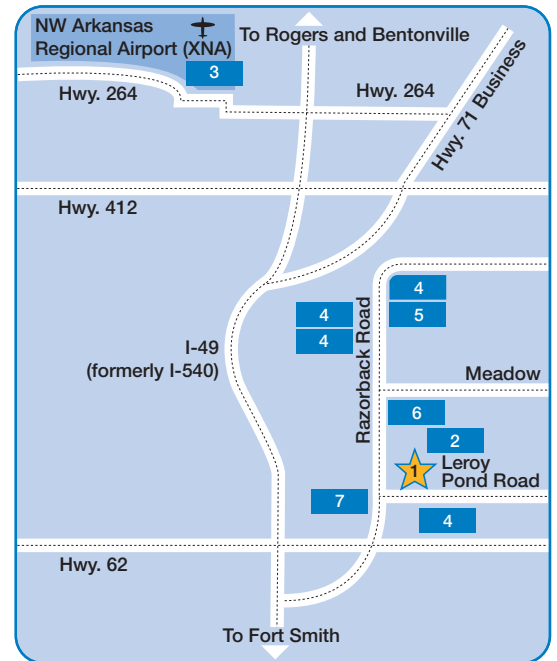 NW Arkansas
Regional Airport (XNA)
To Rogers and Bentonville
3
Hwy. 264
Hwy. 264
Hwy. 71 Business
Hwy. 412
4
5
4
4
Razorback Road
I-49
(formerly I-540)
Meadow
6
2
1
Leroy
Pond Road
7
4
Hwy. 62
To Fort Smith